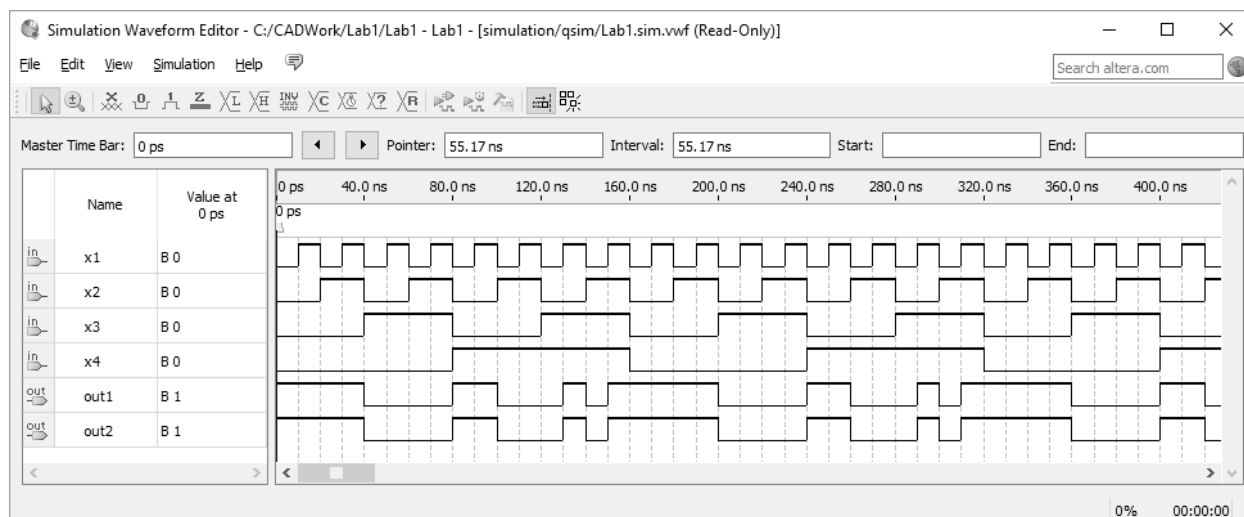 Simulation Waveform Editor - C:/CADWork/Lab1/Lab1 - Lab1 - [simulation/qsim/Lab1.sim.vwf (Read-Only)]
File Edit View Simulation Help
Search altera.com
Master Time Bar: 0 ps Pointer: 55.17 ns Interval: 55.17 ns Start: End:
Name Value at 0 ps
0 ps 40.0 ns 80.0 ns 120.0 ns 160.0 ns 200.0 ns 240.0 ns 280.0 ns 320.0 ns 360.0 ns 400.0 ns
0 ps
in x1 B 0
in x2 B 0
in x3 B 0
in x4 B 0
out out1 B 1
out out2 B 1
0% 00:00:00